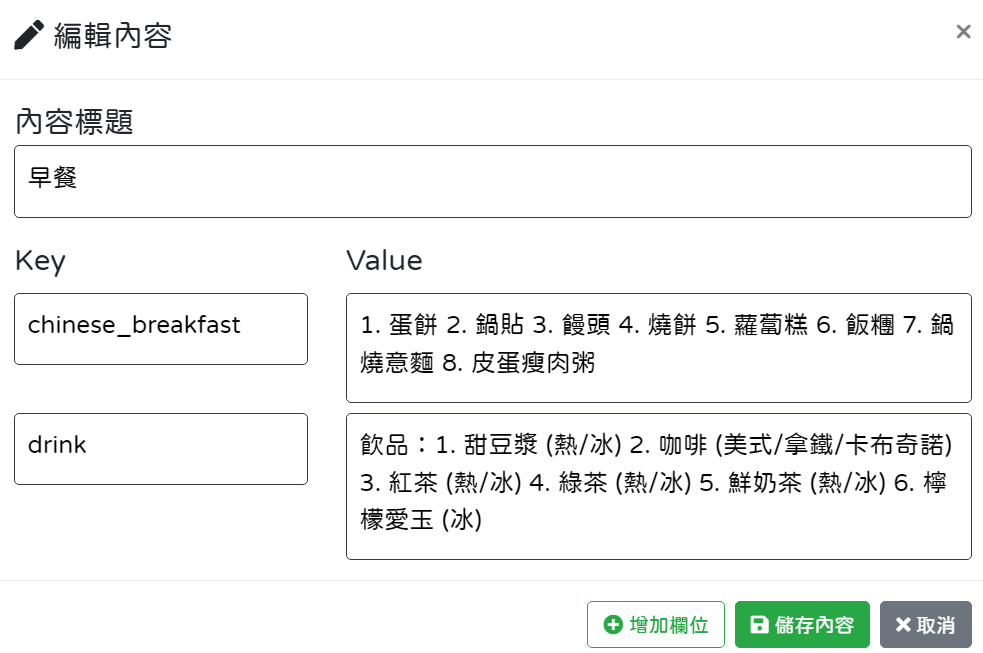 編輯內容
×
內容標題
早餐
Key
Value
chinese_breakfast
1. 蛋餅 2. 鍋貼 3. 饅頭 4. 燒餅 5. 蘿蔔糕 6. 飯糰 7. 鍋
燒意麵 8. 皮蛋瘦肉粥
drink
飲品：1. 甜豆漿 (熱/冰) 2. 咖啡 (美式/拿鐵/卡布奇諾)
3. 紅茶 (熱/冰) 4. 綠茶 (熱/冰) 5. 鮮奶茶 (熱/冰) 6. 檸
檬愛玉 (冰)
增加欄位
儲存內容
取消